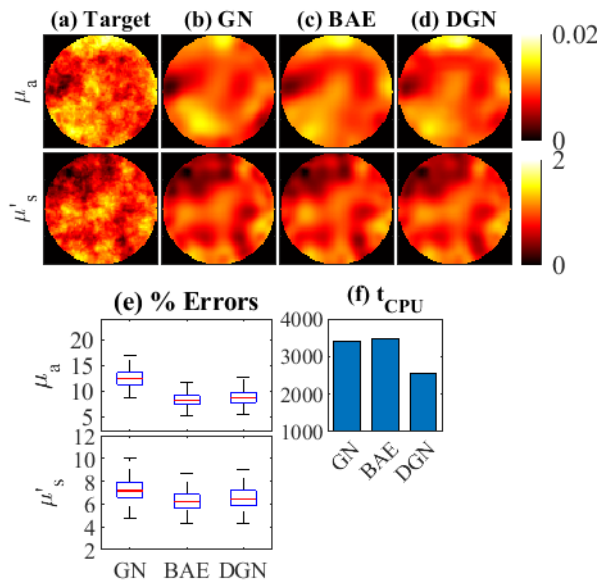 (a) Target (b) GN (c) BAE (d) DGN
μa
0.02
0
μ's
2
0
(e) % Errors
μa
20
15
10
5
μ's
12
10
8
6
4
2
GN BAE DGN
(f) tCPU
4000
3000
2000
1000
GN BAE DGN